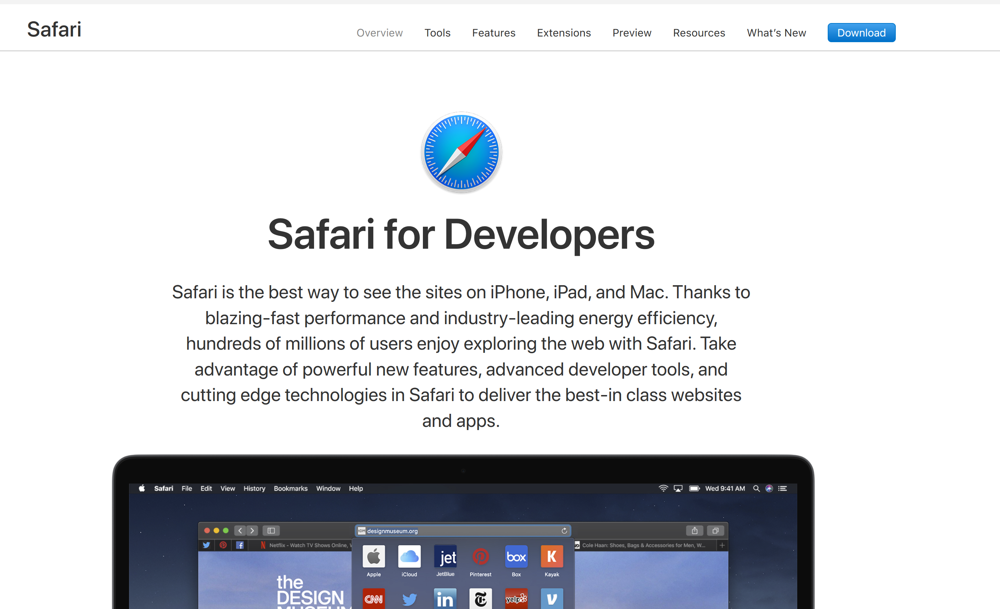 Safari
Overview Tools Features Extensions Preview Resources What’s New Download
Safari for Developers
Safari is the best way to see the sites on iPhone, iPad, and Mac. Thanks to
blazing-fast performance and industry-leading energy efficiency,
hundreds of millions of users enjoy exploring the web with Safari. Take
advantage of powerful new features, advanced developer tools, and
cutting edge technologies in Safari to deliver the best-in class websites
and apps.
Safari File Edit View History Bookmarks Window Help Wed 9:41 AM
tDM designmuseum.org
Netflix - Watch TV Shows Online, Cole Haan: Shoes, Bags & Accessories for Men, W...
jet box K
Apple iCloud JetBlue Pinterest Box Kayak
the
DESIGN
MUSEUM
CNN in T yelp v